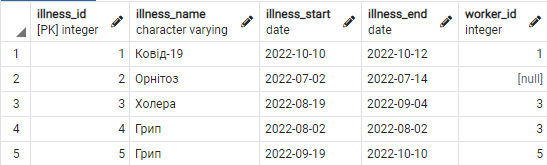 illness_id illness_name illness_start illness_end worker_id
[PK] integer character varying date date integer
1 1 Ковід-19 2022-10-10 2022-10-12 1
2 2 Орнітоз 2022-07-02 2022-07-14 [null]
3 3 Холера 2022-08-19 2022-09-04 3
4 4 Грип 2022-08-02 2022-08-02 3
5 5 Грип 2022-09-19 2022-10-10 5